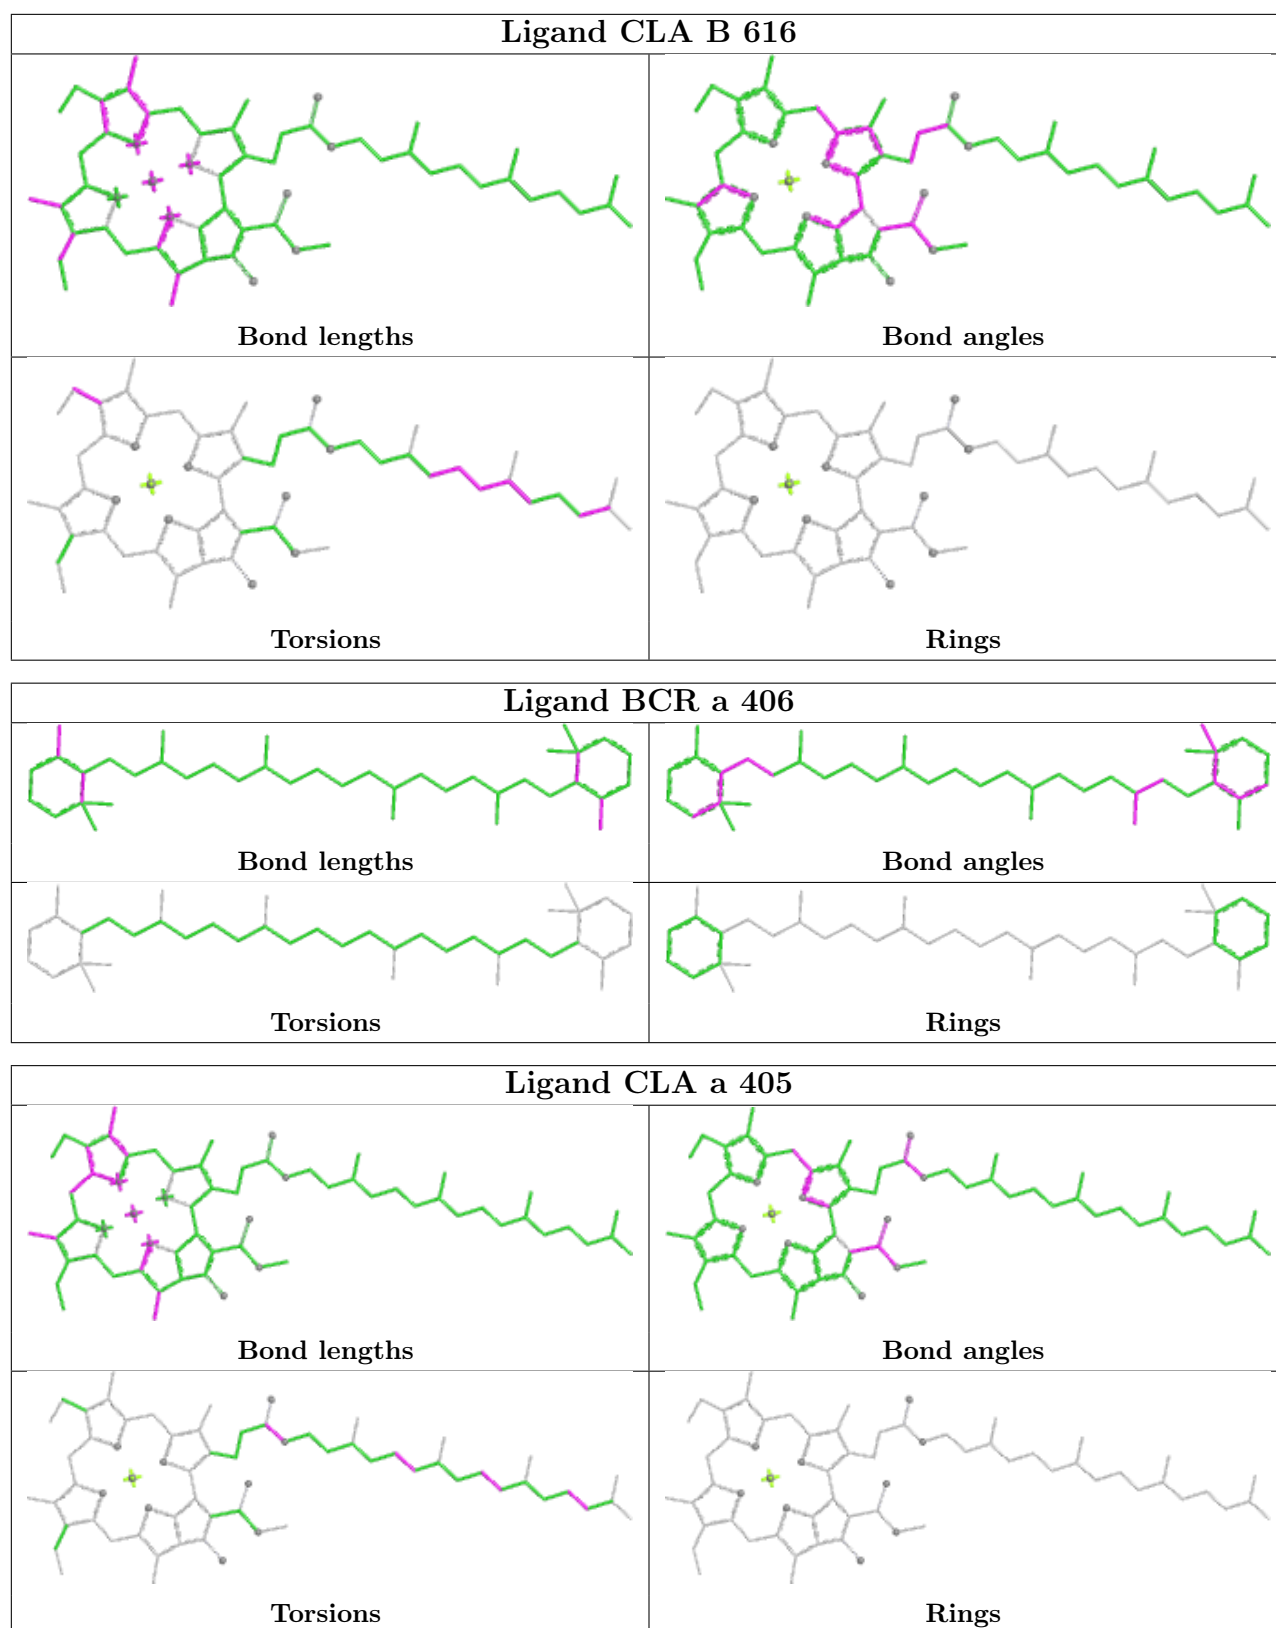 Ligand CLA B 616
Bond lengths
Bond angles
Torsions
Rings
Ligand BCR a 406
Bond lengths
Bond angles
Torsions
Rings
Ligand CLA a 405
Bond lengths
Bond angles
Torsions
Rings